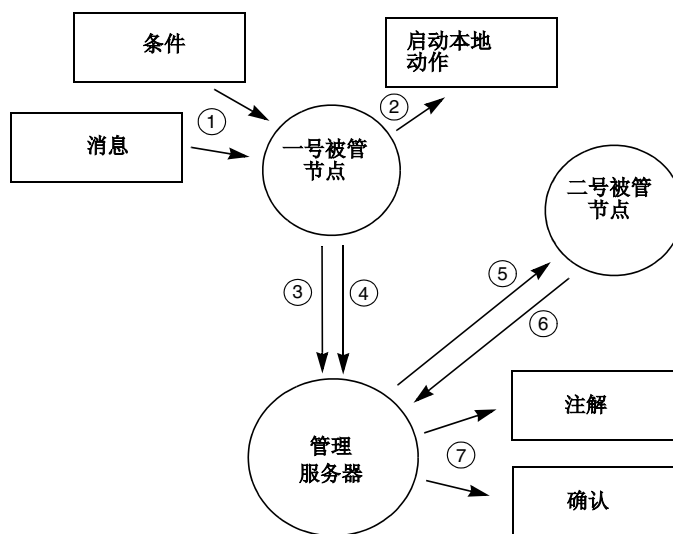 条件
启动本地
动作
消息
①
②
一号被管
节点
二号被管
节点
③
④
⑤
⑥
管理
服务器
⑦
注解
确认